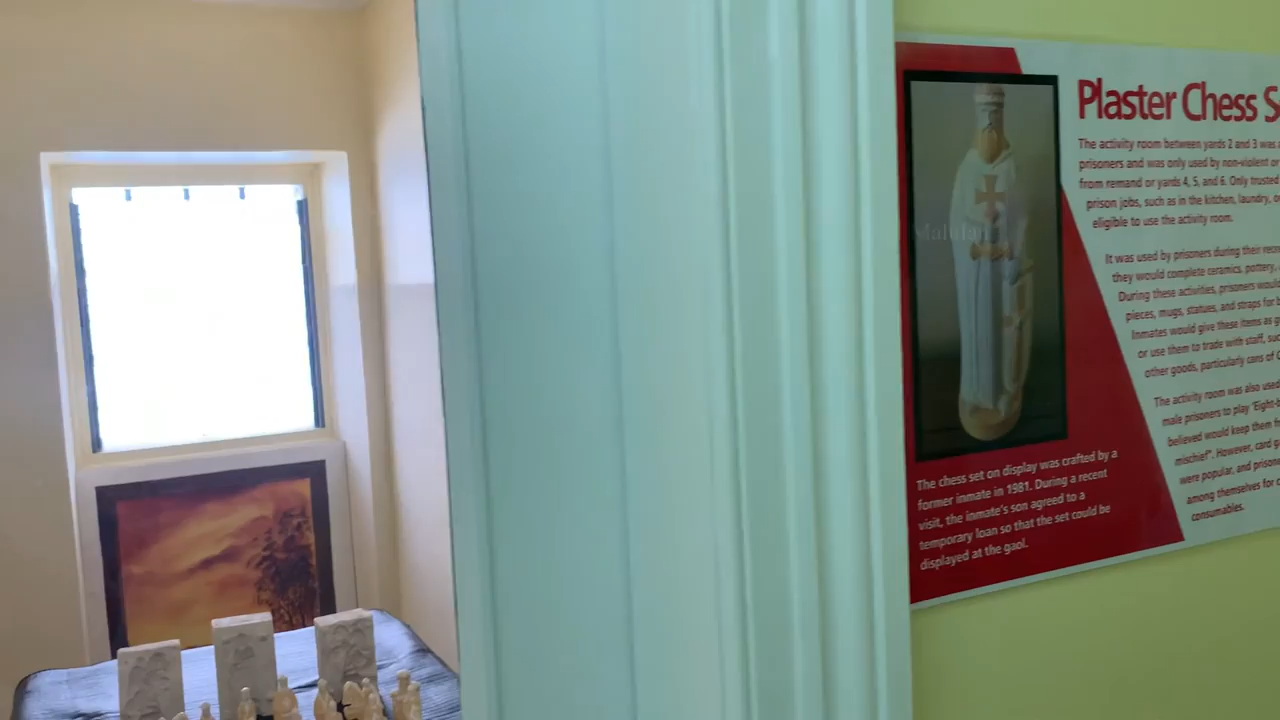 Plaster Chess S
The activity room between yards 2 and 3 was
prisoners and was only used by non-violent or
from remand or yards 4, 5, and 6. Only trusted
prison jobs, such as in the kitchen, laundry, o
eligible to use the activity room.
It was used by prisoners during their recre
they would complete ceramics, pottery,
During these activities, prisoners would
pieces, mugs, statues, and straps for b
Inmates would give these items as g
or use them to trade with staff, suc
other goods, particularly cans of
The activity room was also used
male prisoners to play 'Eight-b
believed would keep them fr
mischief". However, card g
were popular, and prisone
among themselves for
consumables.
The chess set on display was crafted by a
former inmate in 1981. During a recent
visit, the inmate's son agreed to a
temporary loan so that the set could be
displayed at the gaol.